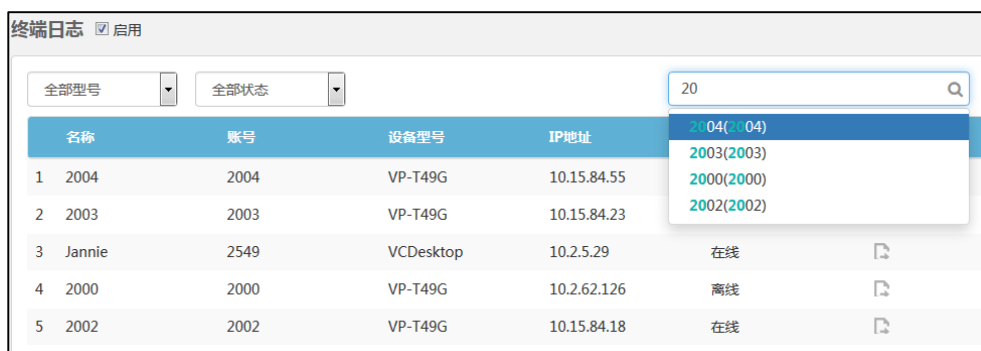 终端日志 启用
全部型号 全部状态 20
名称 账号 设备型号 IP地址 2004(2004)
2003(2003)
1 2004 2004 VP-T49G 10.15.84.55 2000(2000)
2002(2002)
2 2003 2003 VP-T49G 10.15.84.23
3 Jannie 2549 VCDesktop 10.2.5.29 在线
4 2000 2000 VP-T49G 10.2.62.126 离线
5 2002 2002 VP-T49G 10.15.84.18 在线